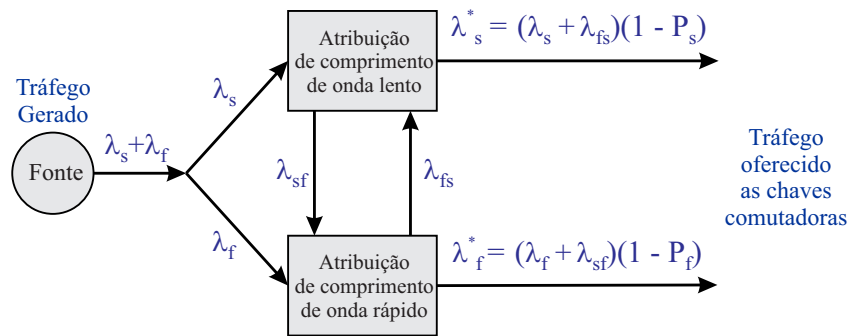 Tráfego
Gerado
Fonte
λs+λf
λs
λf
Atribuição
de comprimento
de onda lento
λsf
λfs
Atribuição
de comprimento
de onda rápido
λ*s = (λs + λfs)(1 - Ps)
λ*f = (λf + λsf)(1 - Pf)
Tráfego
oferecido
as chaves
comutadoras